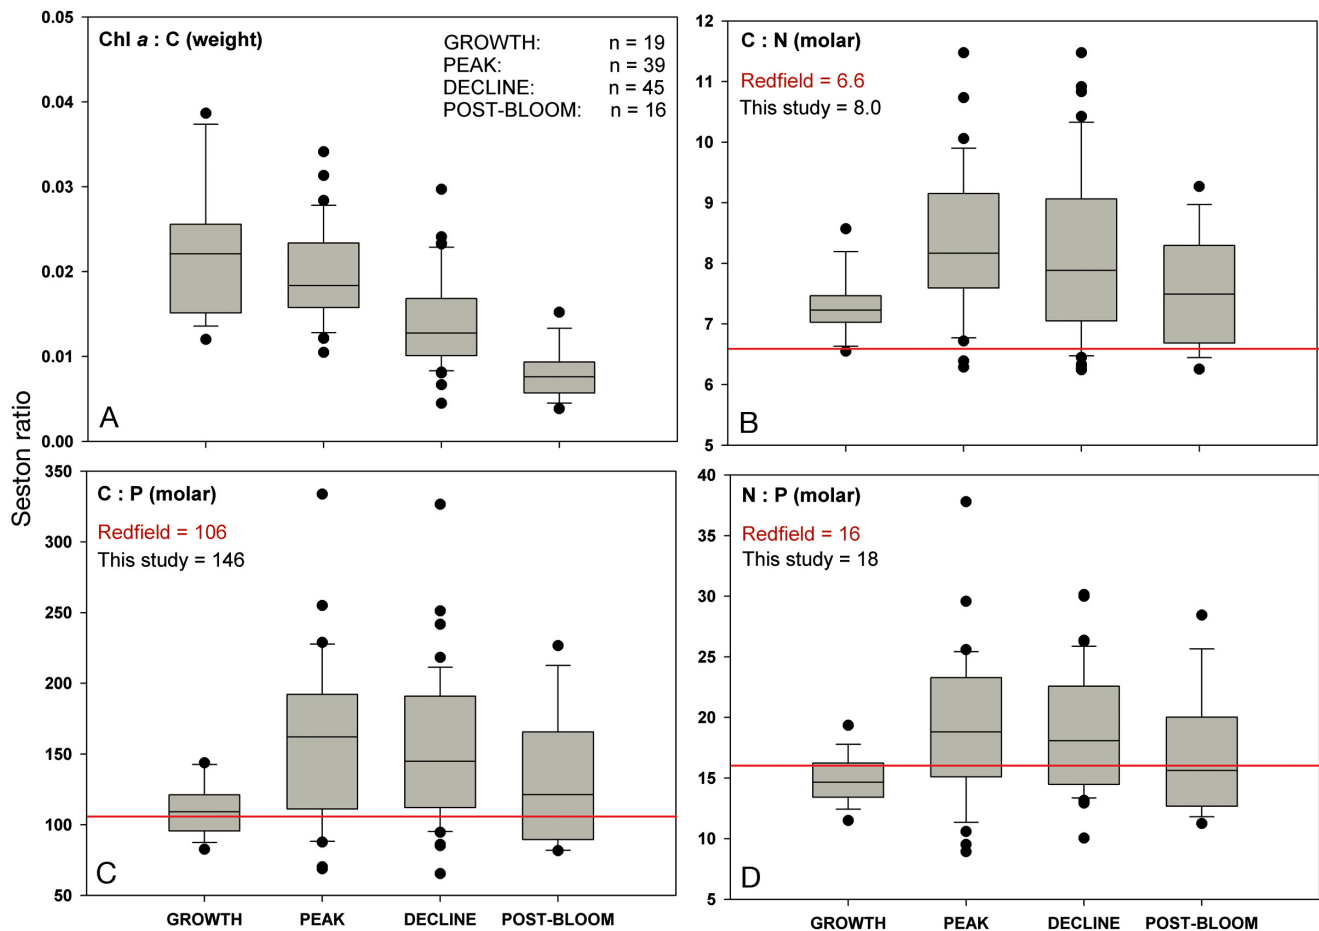 Seston ratio
0.05
0.04
0.03
0.02
0.01
0.00
Chl a : C (weight)
GROWTH: n = 19
PEAK: n = 39
DECLINE: n = 45
POST-BLOOM: n = 16
A
12
11
10
9
8
7
6
5
C : N (molar)
Redfield = 6.6
This study = 8.0
B
350
300
250
200
150
100
50
C : P (molar)
Redfield = 106
This study = 146
C
GROWTH PEAK DECLINE POST-BLOOM
40
35
30
25
20
15
10
5
N : P (molar)
Redfield = 16
This study = 18
D
GROWTH PEAK DECLINE POST-BLOOM